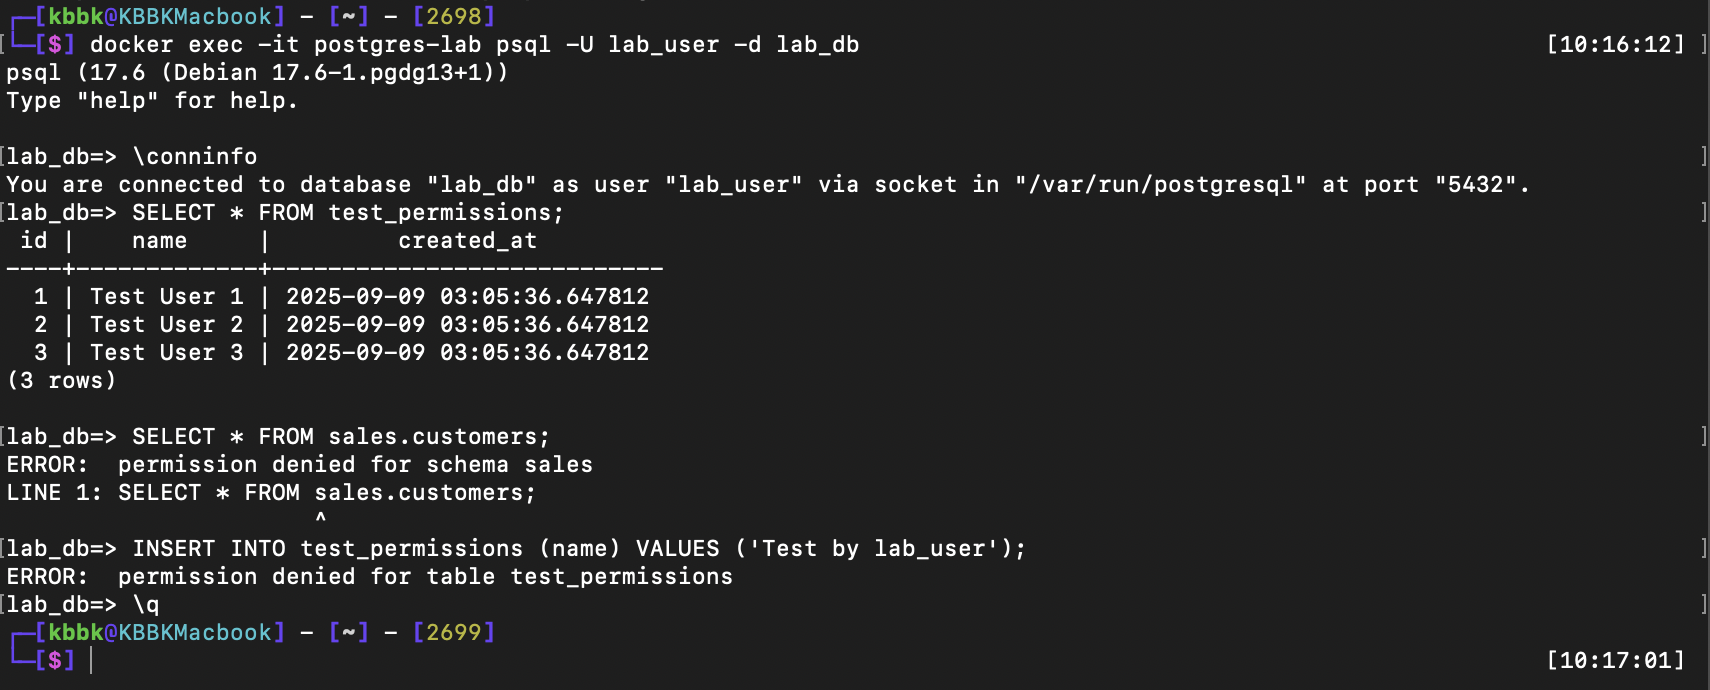 ┌─[kbbk@KBBKMacbook] - [~] - [2698]
[└─[$] docker exec -it postgres-lab psql -U lab_user -d lab_db [10:16:12] ]
psql (17.6 (Debian 17.6-1.pgdg13+1))
Type "help" for help.

[lab_db=> \conninfo ]
You are connected to database "lab_db" as user "lab_user" via socket in "/var/run/postgresql" at port "5432".
[lab_db=> SELECT * FROM test_permissions; ]
 id |    name     |         created_at
----+-------------+----------------------------
  1 | Test User 1 | 2025-09-09 03:05:36.647812
  2 | Test User 2 | 2025-09-09 03:05:36.647812
  3 | Test User 3 | 2025-09-09 03:05:36.647812
(3 rows)

[lab_db=> SELECT * FROM sales.customers; ]
ERROR:  permission denied for schema sales
LINE 1: SELECT * FROM sales.customers;
                      ^
[lab_db=> INSERT INTO test_permissions (name) VALUES ('Test by lab_user'); ]
ERROR:  permission denied for table test_permissions
[lab_db=> \q ]
┌─[kbbk@KBBKMacbook] - [~] - [2699]
└─[$] [10:17:01]